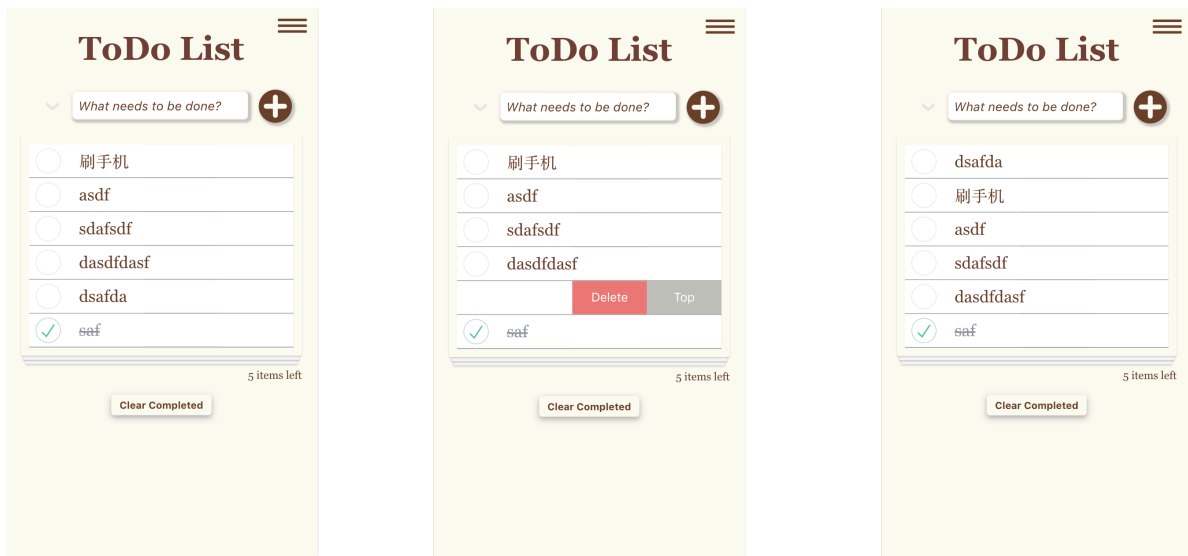 ToDo List
What needs to be done?
刷手机
asdf
sdafsdf
dasdfdasf
dsafda
saf
5 items left
Clear Completed
ToDo List
What needs to be done?
刷手机
asdf
sdafsdf
dasdfdasf
Delete Top
saf
5 items left
Clear Completed
ToDo List
What needs to be done?
dsafda
刷手机
asdf
sdafsdf
dasdfdasf
saf
5 items left
Clear Completed